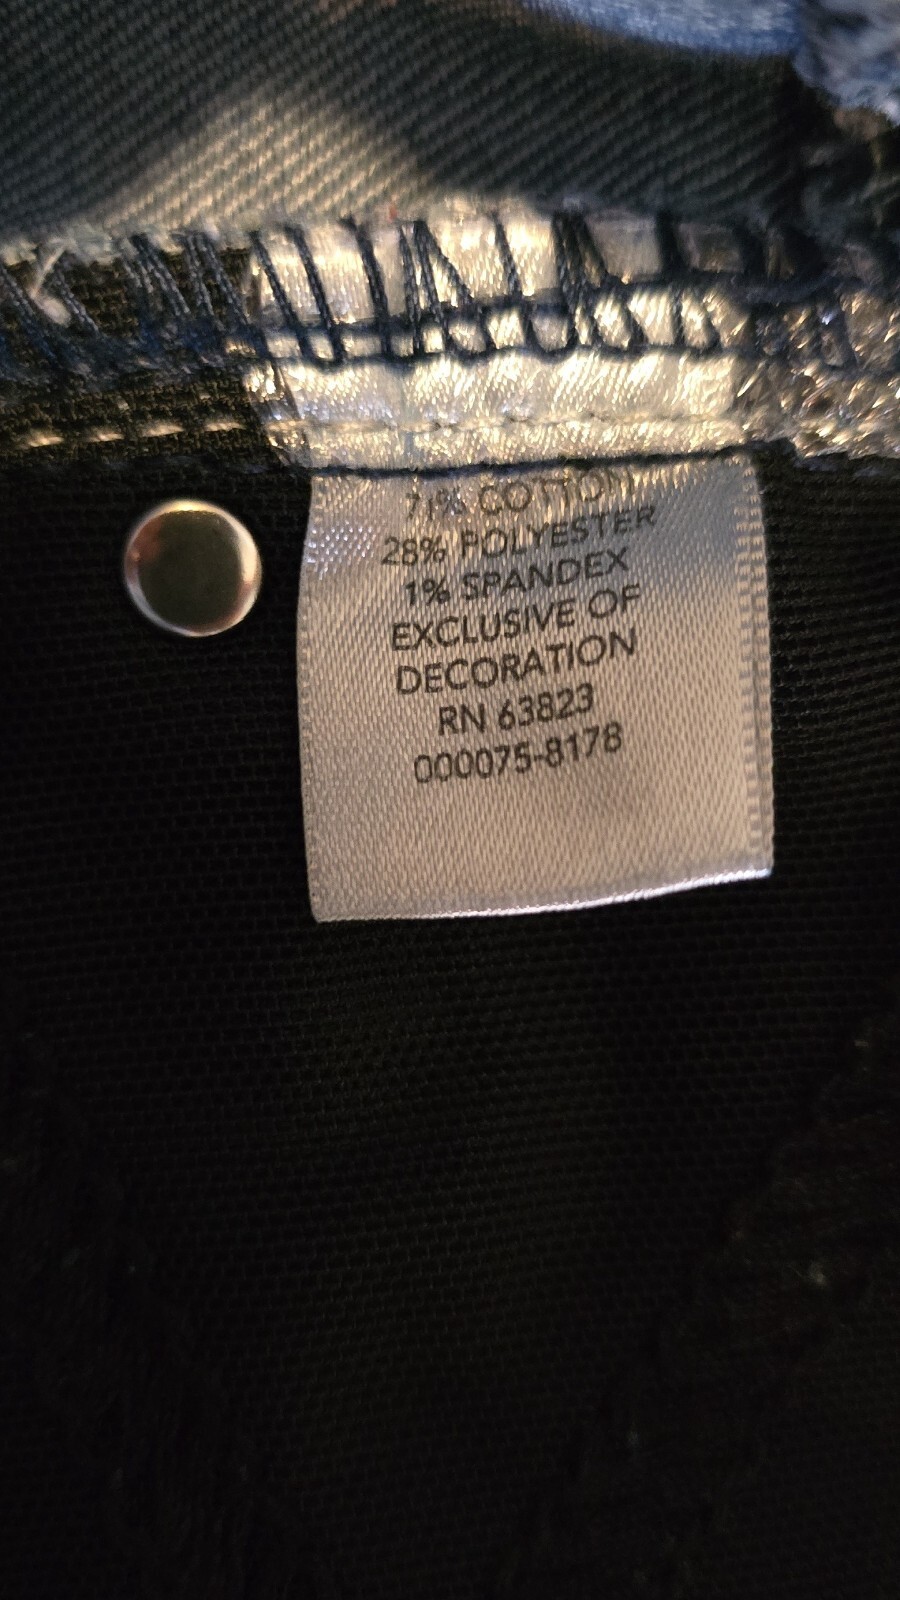 71% COTTON
28% POLYESTER
1% SPANDEX
EXCLUSIVE OF
DECORATION
RN 63823
000075-8178